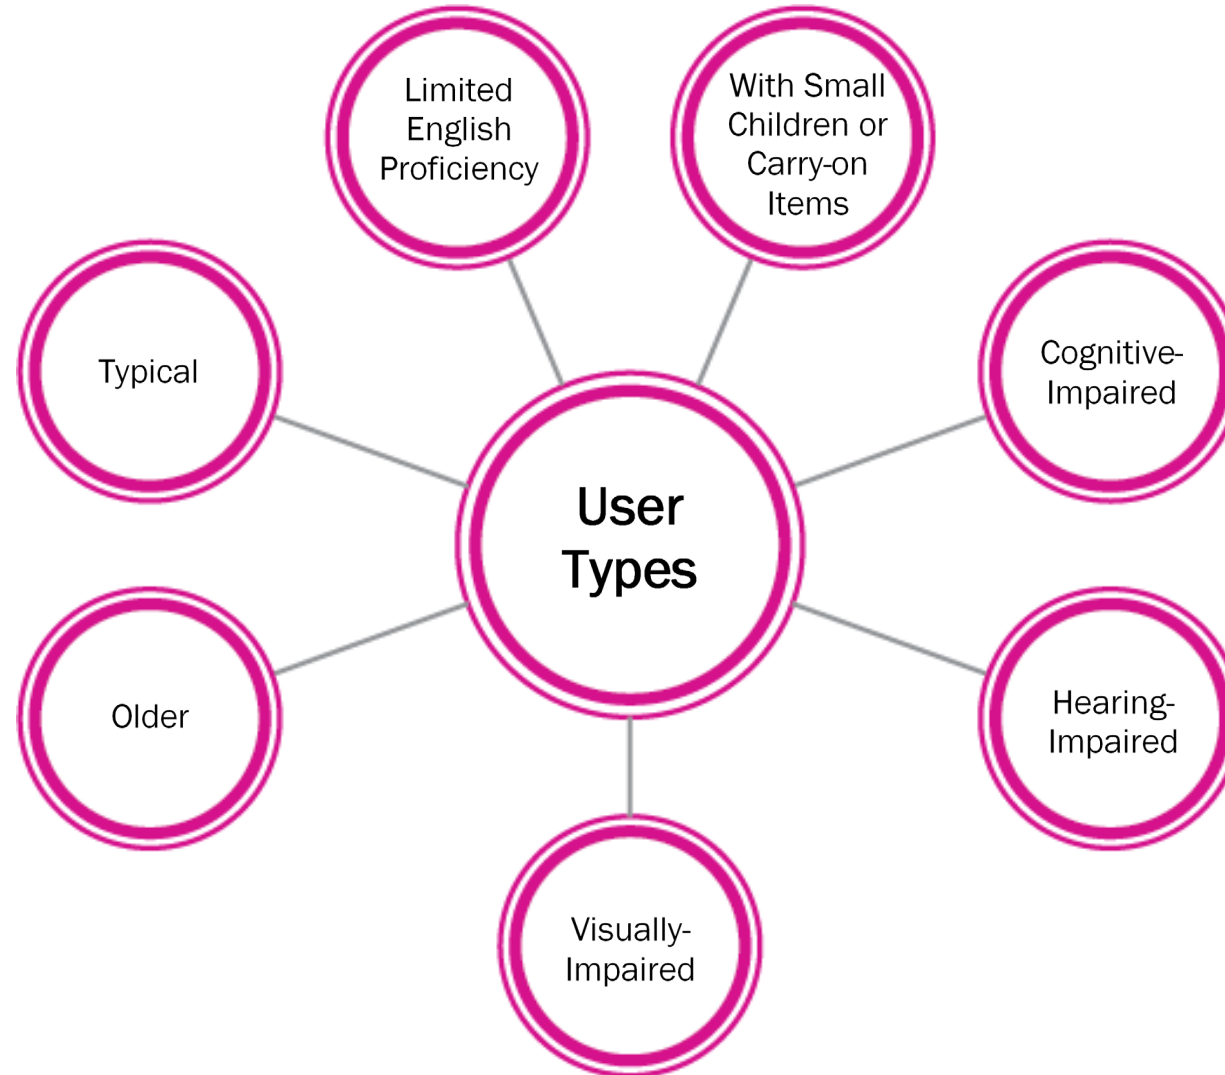 Limited
English
Proficiency
With Small
Children or
Carry-on
Items
Typical
Cognitive-
Impaired
User
Types
Older
Hearing-
Impaired
Visually-
Impaired